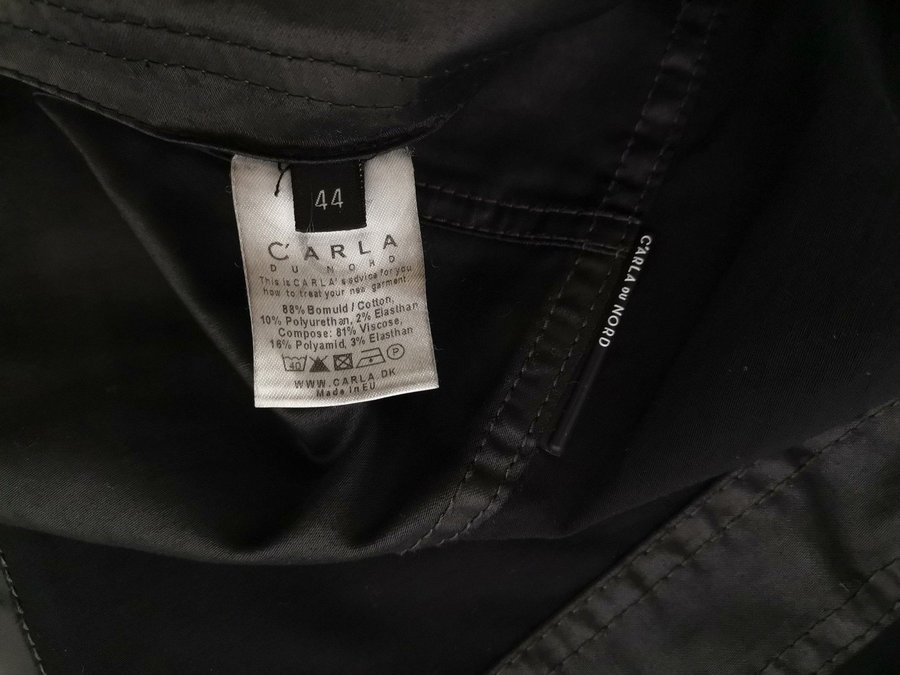 44
C'ARLA
DU NORD
This is CARLA's advice for you
how to treat your new garment.
88% Bomuld / Cotton,
10% Polyurethan, 2% Elasthan
Compose: 81% Viscose,
16% Polyamid, 3% Elasthan
40 P
WWW.CARLA.DK
Made in EU
C'ARLA DU NORD